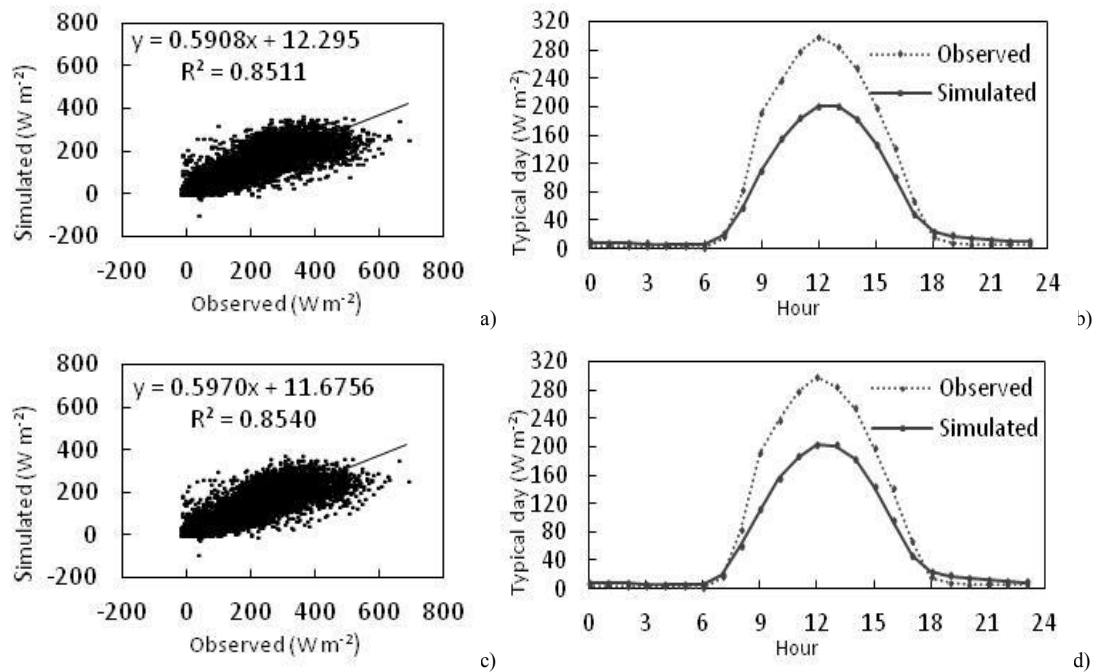 800
600
400
200
0
-200
Simulated (W m⁻²)
y = 0.5908x + 12.295
R² = 0.8511
-200 0 200 400 600 800
Observed (W m⁻²)
a)
320
280
240
200
160
120
80
40
0
Typical day (W m⁻²)
Observed
Simulated
0 3 6 9 12 15 18 21 24
Hour
b)
800
600
400
200
0
-200
Simulated (W m⁻²)
y = 0.5970x + 11.6756
R² = 0.8540
-200 0 200 400 600 800
Observed (W m⁻²)
c)
320
280
240
200
160
120
80
40
0
Typical day (W m⁻²)
Observed
Simulated
0 3 6 9 12 15 18 21 24
Hour
d)